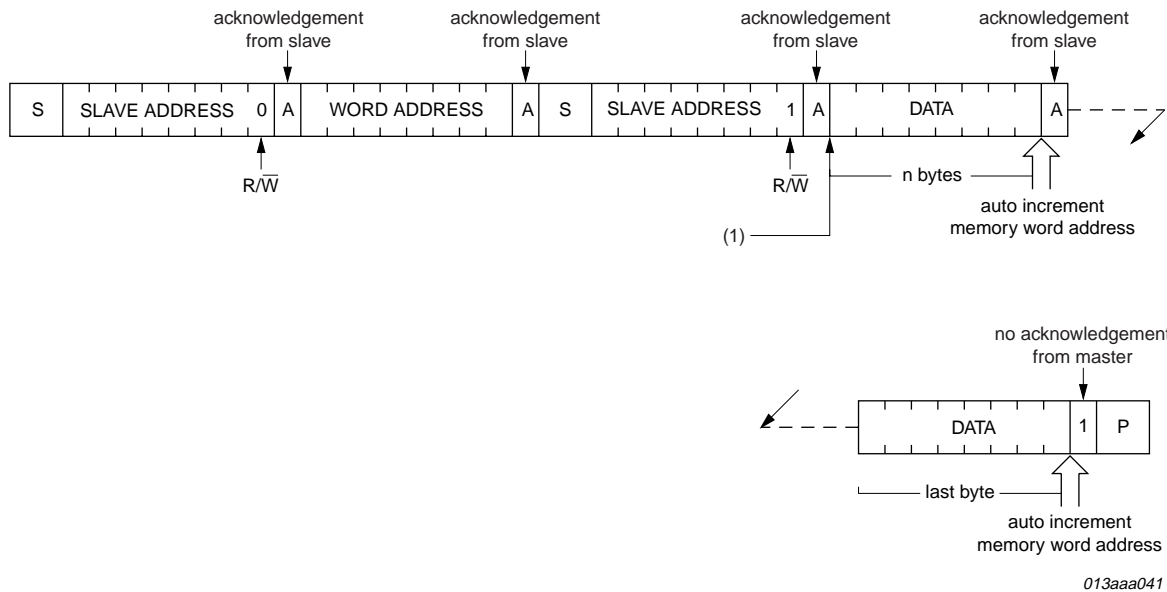 acknowledgement from slave
acknowledgement from slave
acknowledgement from slave
acknowledgement from slave
S SLAVE ADDRESS 0 A WORD ADDRESS A S SLAVE ADDRESS 1 A DATA A
R/W̅ R/W̅ n bytes
auto increment
memory word address
(1)
no acknowledgement
from master
DATA 1 P
last byte
auto increment
memory word address
013aaa041